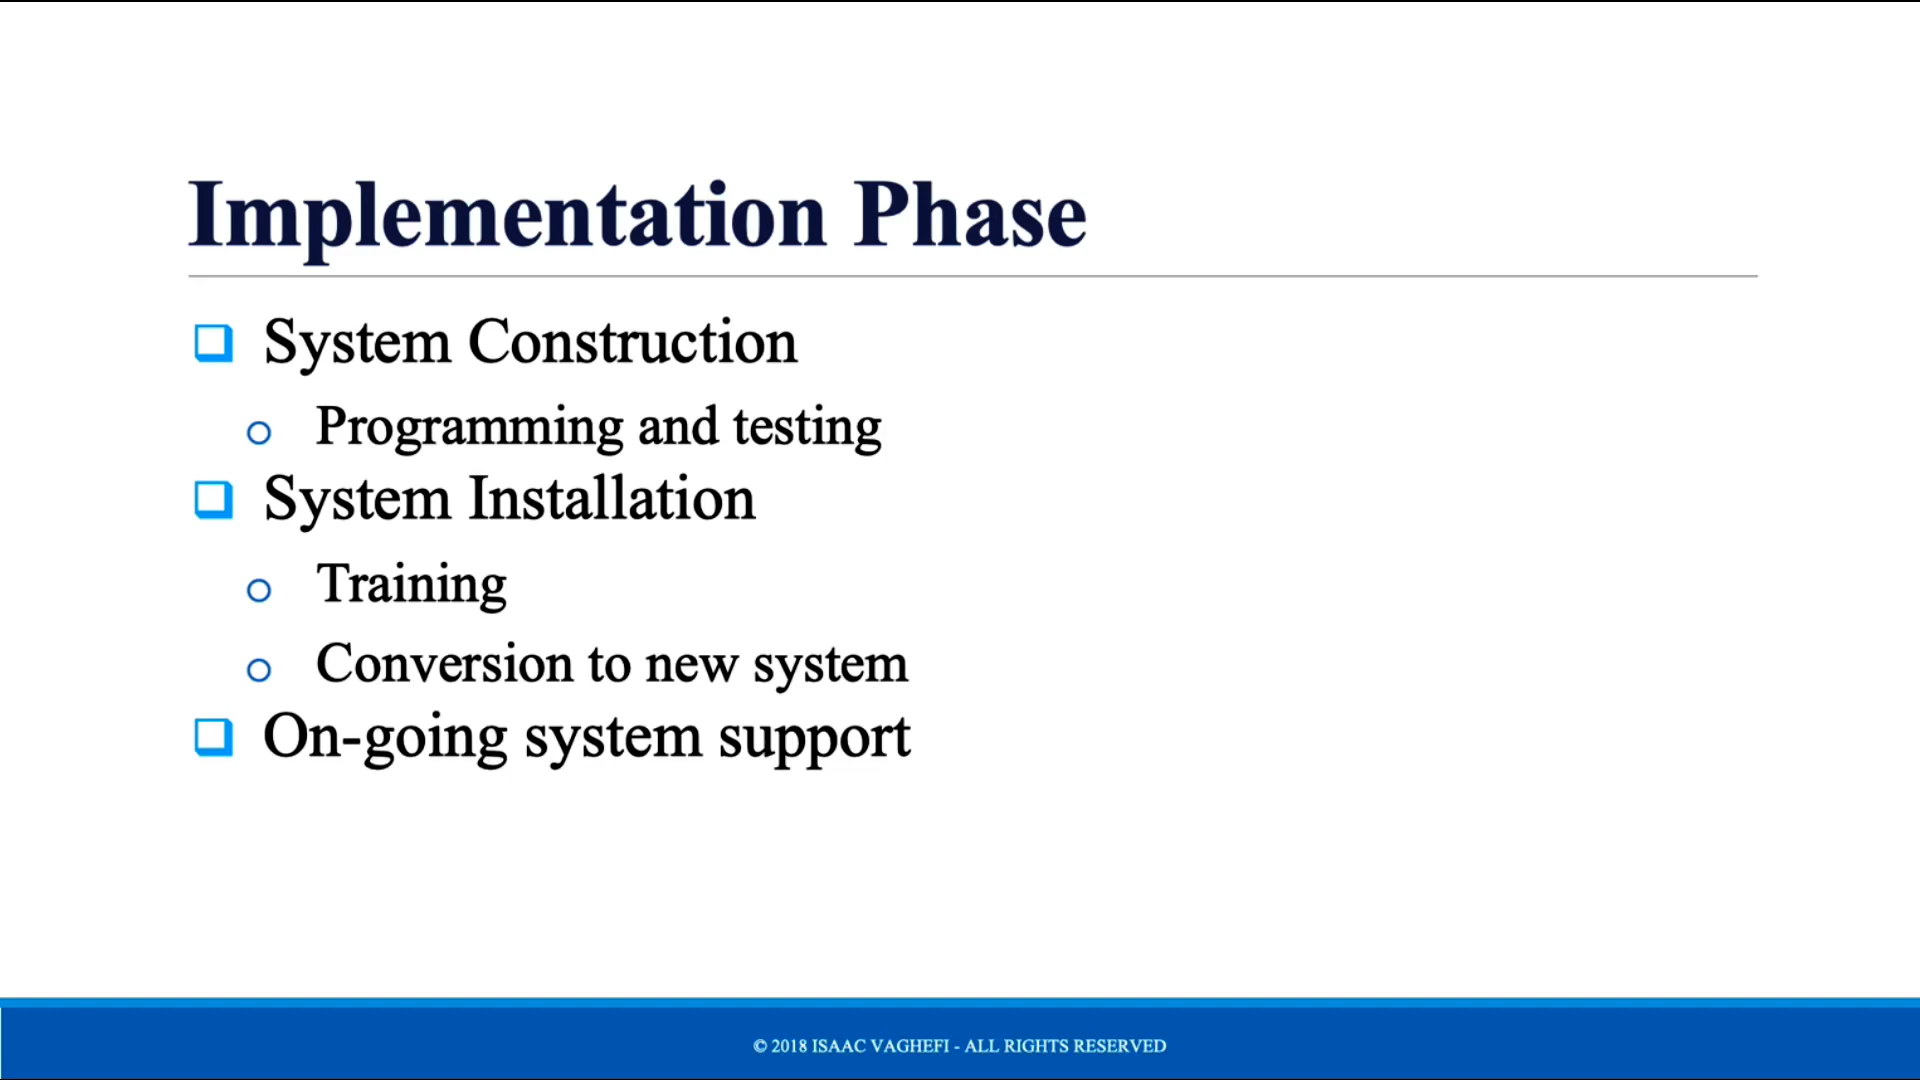 Implementation Phase
System Construction
Programming and testing
System Installation
Training
Conversion to new system
On-going system support
© 2018 ISAAC VAGHEFI - ALL RIGHTS RESERVED